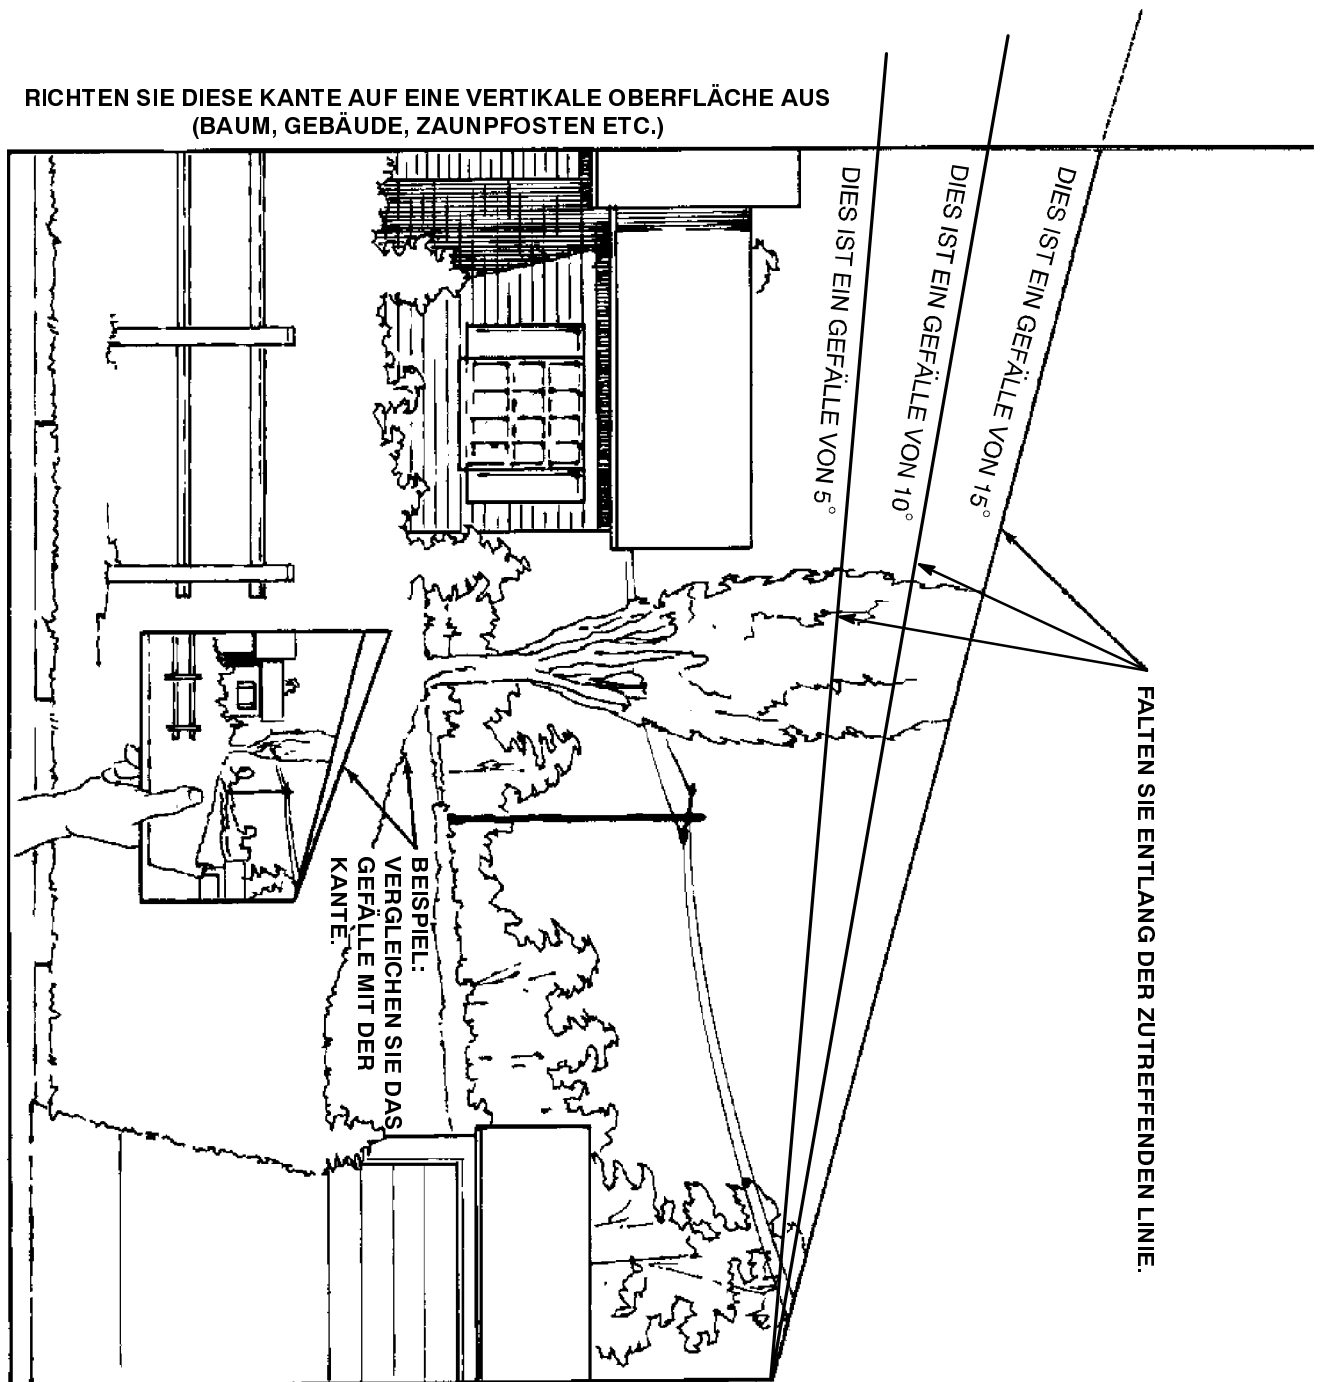 RICHTEN SIE DIESE KANTE AUF EINE VERTIKALE OBERFLÄCHE AUS
(BAUM, GEBÄUDE, ZAUNPFOSTEN ETC.)
DIES IST EIN GEFÄLLE VON 15°
DIES IST EIN GEFÄLLE VON 10°
DIES IST EIN GEFÄLLE VON 5°
FALTEN SIE ENTLANG DER ZUTREFFENDEN LINIE.
BEISPIEL:
VERGLEICHEN SIE DAS
GEFÄLLE MIT DER
KANTE.